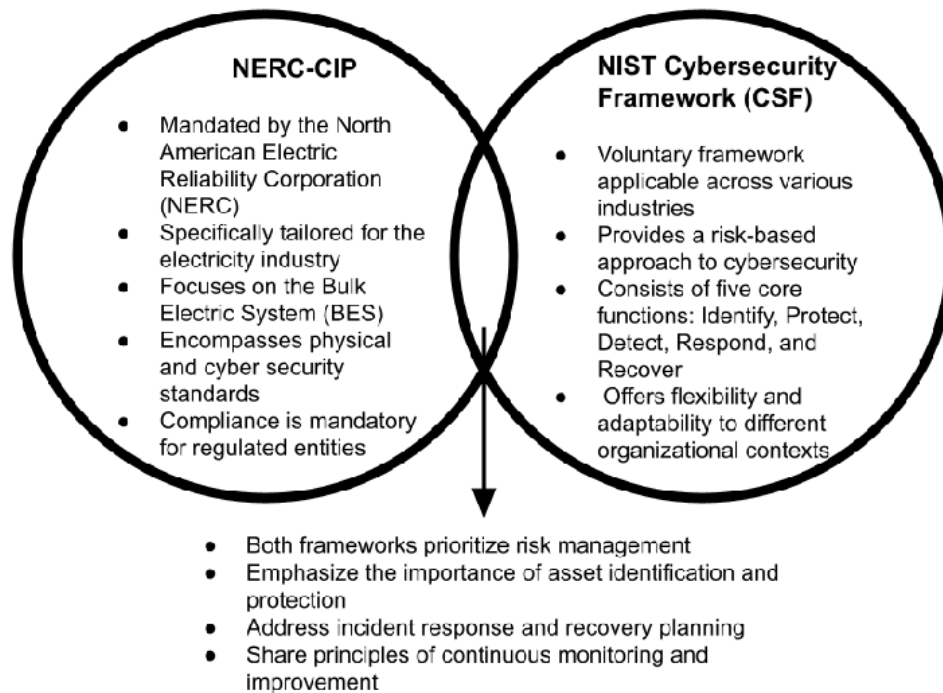 NERC-CIP
● Mandated by the North
American Electric
Reliability Corporation
(NERC)
● Specifically tailored for the
electricity industry
● Focuses on the Bulk
Electric System (BES)
● Encompasses physical
and cyber security
standards
● Compliance is mandatory
for regulated entities
NIST Cybersecurity
Framework (CSF)
● Voluntary framework
applicable across various
industries
● Provides a risk-based
approach to cybersecurity
● Consists of five core
functions: Identify, Protect,
Detect, Respond, and
Recover
● Offers flexibility and
adaptability to different
organizational contexts
● Both frameworks prioritize risk management
● Emphasize the importance of asset identification and
protection
● Address incident response and recovery planning
● Share principles of continuous monitoring and
improvement